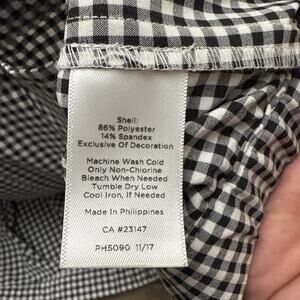 Shell:
86% Polyester
14% Spandex
Exclusive Of Decoration
Machine Wash Cold
Only Non-Chlorine
Bleach When Needed
Tumble Dry Low
Cool Iron, If Needed
Made In Philippines
CA #23147
PH5090 11/17